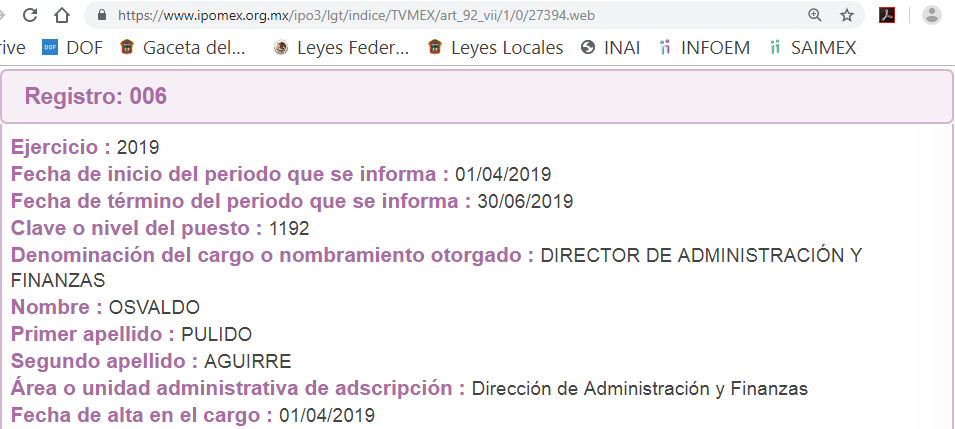 https://www.ipomex.org.mx/ipo3/lgt/indice/TVMEX/art_92_vii/1/0/27394.web
rive DOF DOF Gaceta del... Leyes Feder... Leyes Locales INAI INFOEM SAIMEX
Registro: 006
Ejercicio : 2019
Fecha de inicio del periodo que se informa : 01/04/2019
Fecha de término del periodo que se informa : 30/06/2019
Clave o nivel del puesto : 1192
Denominación del cargo o nombramiento otorgado : DIRECTOR DE ADMINISTRACIÓN Y
FINANZAS
Nombre : OSVALDO
Primer apellido : PULIDO
Segundo apellido : AGUIRRE
Área o unidad administrativa de adscripción : Dirección de Administración y Finanzas
Fecha de alta en el cargo : 01/04/2019